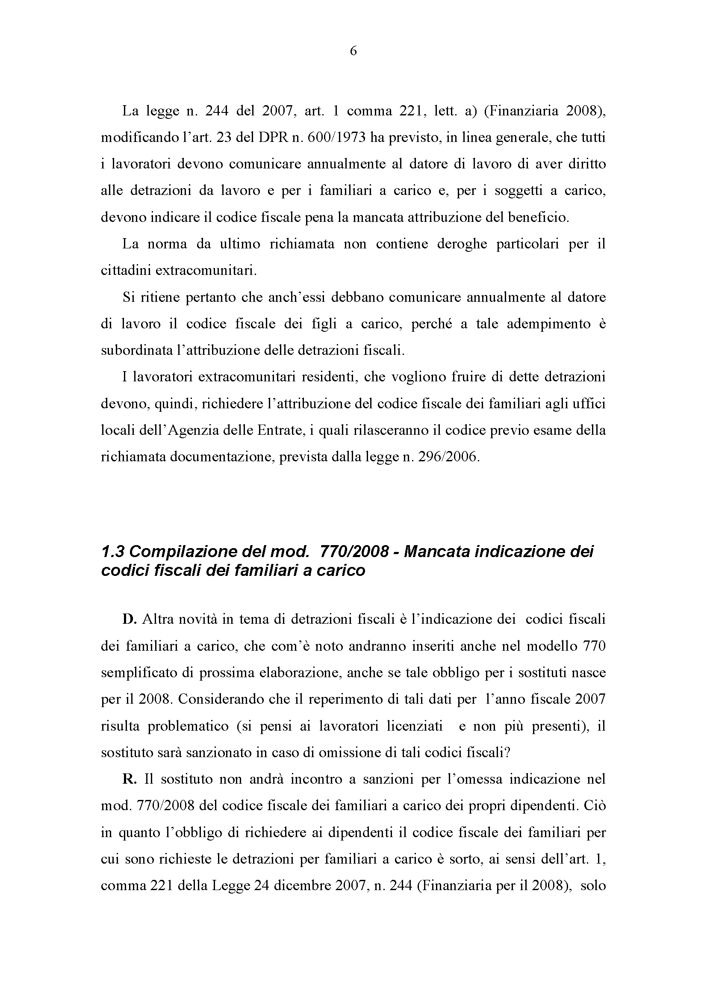 6
La legge n. 244 del 2007, art. 1 comma 221, lett. a) (Finanziaria 2008),
modificando l’art. 23 del DPR n. 600/1973 ha previsto, in linea generale, che tutti
i lavoratori devono comunicare annualmente al datore di lavoro di aver diritto
alle detrazioni da lavoro e per i familiari a carico e, per i soggetti a carico,
devono indicare il codice fiscale pena la mancata attribuzione del beneficio.
La norma da ultimo richiamata non contiene deroghe particolari per il
cittadini extracomunitari.
Si ritiene pertanto che anch’essi debbano comunicare annualmente al datore
di lavoro il codice fiscale dei figli a carico, perché a tale adempimento è
subordinata l’attribuzione delle detrazioni fiscali.
I lavoratori extracomunitari residenti, che vogliono fruire di dette detrazioni
devono, quindi, richiedere l’attribuzione del codice fiscale dei familiari agli uffici
locali dell’Agenzia delle Entrate, i quali rilasceranno il codice previo esame della
richiamata documentazione, prevista dalla legge n. 296/2006.
1.3 Compilazione del mod.  770/2008 - Mancata indicazione dei
codici fiscali dei familiari a carico
D. Altra novità in tema di detrazioni fiscali è l’indicazione dei  codici fiscali
dei familiari a carico, che com’è noto andranno inseriti anche nel modello 770
semplificato di prossima elaborazione, anche se tale obbligo per i sostituti nasce
per il 2008. Considerando che il reperimento di tali dati per  l’anno fiscale 2007
risulta problematico (si pensi ai lavoratori licenziati  e non più presenti), il
sostituto sarà sanzionato in caso di omissione di tali codici fiscali?
R. Il sostituto non andrà incontro a sanzioni per l’omessa indicazione nel
mod. 770/2008 del codice fiscale dei familiari a carico dei propri dipendenti. Ciò
in quanto l’obbligo di richiedere ai dipendenti il codice fiscale dei familiari per
cui sono richieste le detrazioni per familiari a carico è sorto, ai sensi dell’art. 1,
comma 221 della Legge 24 dicembre 2007, n. 244 (Finanziaria per il 2008),  solo